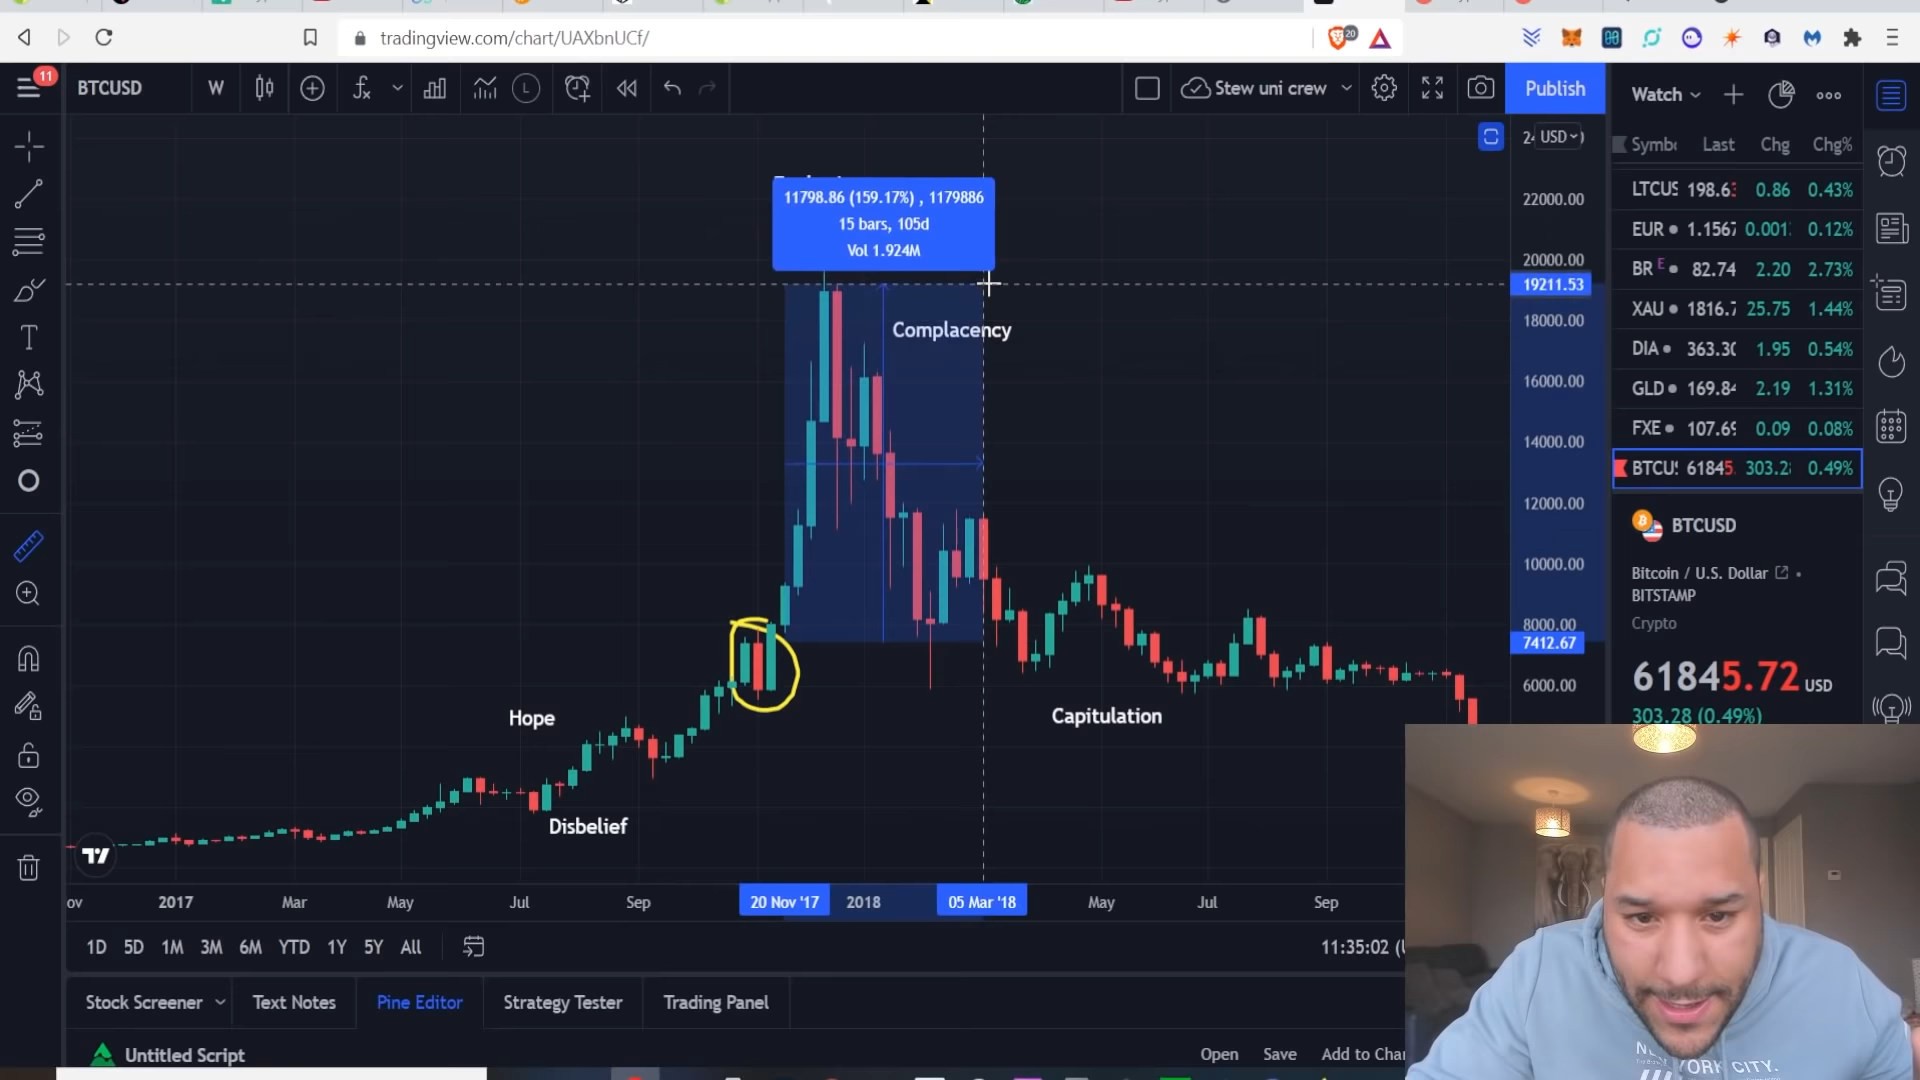 tradingview.com/chart/UAXbnUCf/
20
11
BTCUSD
W
L
Stew uni crew
Publish
Watch
USD
Last
Chg
Chg%
11798.86 (159.17%) , 1179886
15 bars, 105d
Vol 1.924M
22000.00
20000.00
19211.53
18000.00
16000.00
14000.00
12000.00
10000.00
8000.00
7412.67
6000.00
Complacency
Hope
Disbelief
Capitulation
LTCUS 198.63 0.86 0.43%
EUR 1.1567 0.001 0.12%
BR E 82.74 2.20 2.73%
XAU 1816.7 25.75 1.44%
DIA 363.30 1.95 0.54%
GLD 169.84 2.19 1.31%
FXE 107.69 0.09 0.08%
BTCUS 61845 303.28 0.49%
BTCUSD
Bitcoin / U.S. Dollar
BITSTAMP
Crypto
61845.72 USD
303.28 (0.49%)
2017 Mar May Jul Sep 20 Nov '17 2018 05 Mar '18 May Jul Sep
1D 5D 1M 3M 6M YTD 1Y 5Y All
11:35:02 (U
Stock Screener Text Notes Pine Editor Strategy Tester Trading Panel
Untitled Script
Open Save Add to Char
YORK CITY.